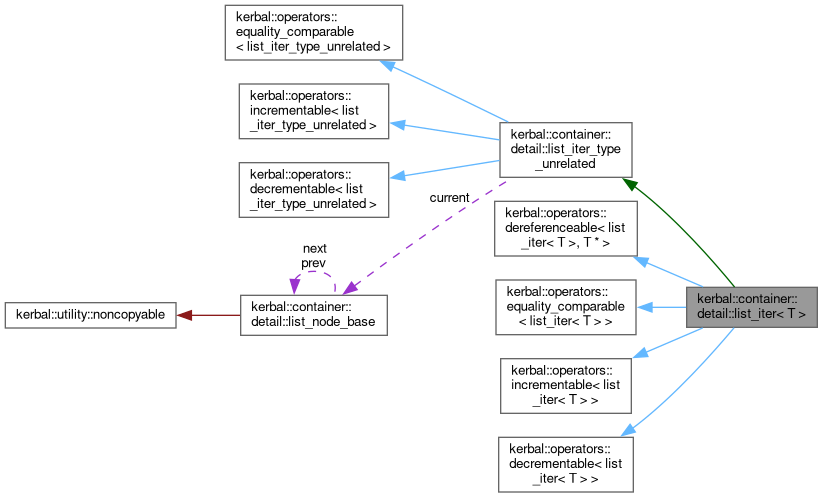 kerbal::operators::
equality_comparable
< list_iter_type_unrelated >
kerbal::operators::
incrementable< list
_iter_type_unrelated >
kerbal::operators::
decrementable< list
_iter_type_unrelated >
kerbal::container::
detail::list_iter_type
_unrelated
current
kerbal::operators::
dereferenceable< list
_iter< T >, T * >
next
prev
kerbal::utility::noncopyable
kerbal::container::
detail::list_node_base
kerbal::operators::
equality_comparable
< list_iter< T > >
kerbal::container::
detail::list_iter< T >
kerbal::operators::
incrementable< list
_iter< T > >
kerbal::operators::
decrementable< list
_iter< T > >